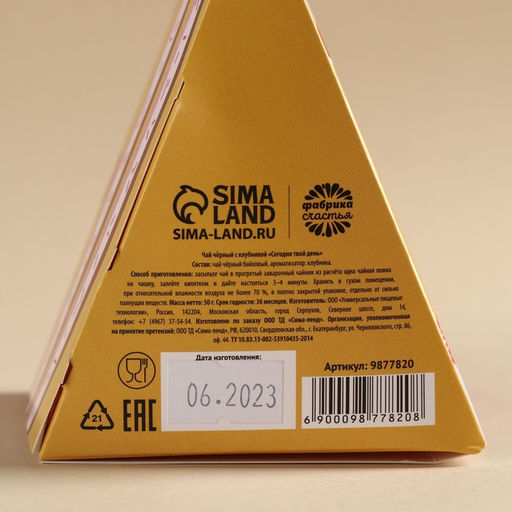 SIMA
LAND
SIMA-LAND.RU
фабрика
счастья
Чай чёрный с клубникой «Сегодня твой день»
Состав: чай чёрный байховый, ароматизатор: клубника.
Способ приготовления: засыпьте чай в прогретый заварочный чайник из расчёта одна чайная ложка
на чашку, залейте кипятком и дайте настояться 3–4 минуты. Хранить в сухом помещении,
при относительной влажности воздуха не более 70 %, в плотно закрытой упаковке, отдельно от сильно
пахнущих веществ. Масса нетто: 50 г. Срок годности: 36 месяцев. Изготовитель: ООО «Универсальные пищевые
технологии», Россия, 142204, Московская область, город Серпухов, Северное шоссе, дом 14,
телефон: +7 (4967) 37-54-54. Изготовлено по заказу ООО ТД «Сима-ленд». Организация, уполномоченная
на принятие претензий: ООО ТД «Сима-ленд», РФ, 620010, Свердловская обл., г. Екатеринбург, ул. Черняховского, стр. 86,
оф. 44. ТУ 10.83.13-002-53910435-2014
Дата изготовления:
06.2023
Артикул: 9877820
6 900098 778208
21
EAC